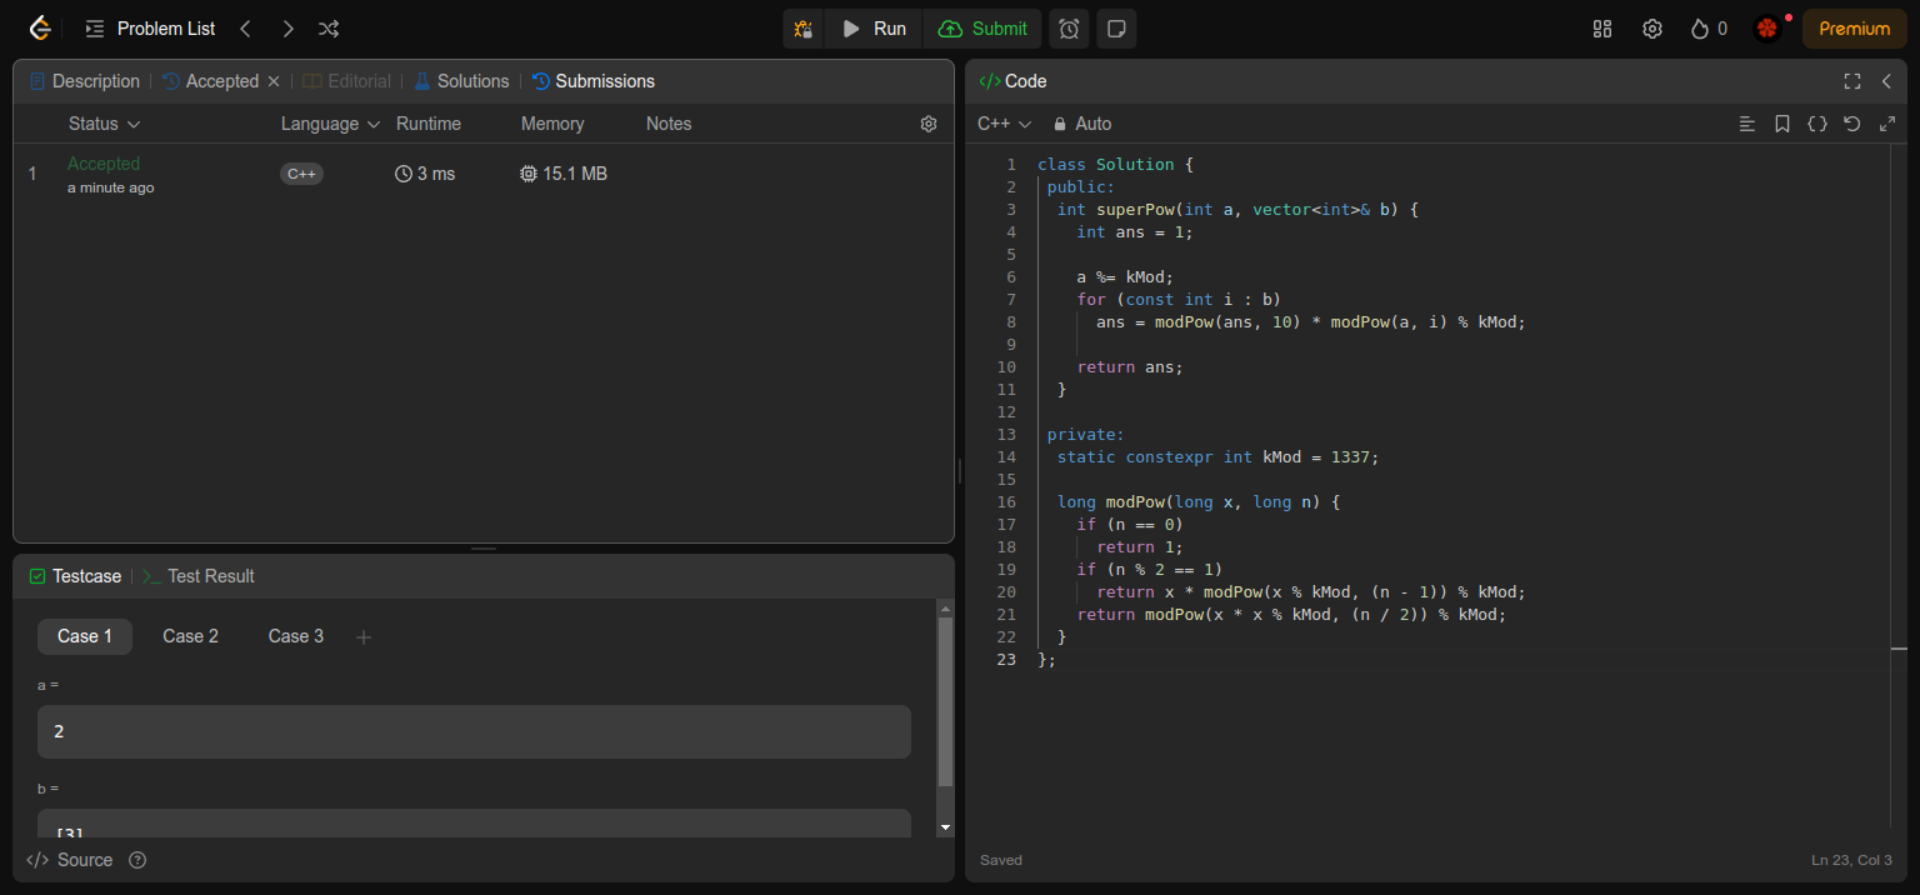 Problem List
Run
Submit
0
Premium
Description
Accepted
Editorial
Solutions
Submissions
Status
Language
Runtime
Memory
Notes
1
Accepted
a minute ago
C++
3 ms
15.1 MB
Testcase
Test Result
Case 1
Case 2
Case 3
a =
2
b =
[3]
Source
</> Code
C++
Auto
1 class Solution {
2 public:
3 int superPow(int a, vector<int>& b) {
4 int ans = 1;
5
6 a %= kMod;
7 for (const int i : b)
8 ans = modPow(ans, 10) * modPow(a, i) % kMod;
9
10 return ans;
11 }
12
13 private:
14 static constexpr int kMod = 1337;
15
16 long modPow(long x, long n) {
17 if (n == 0)
18 return 1;
19 if (n % 2 == 1)
20 return x * modPow(x % kMod, (n - 1)) % kMod;
21 return modPow(x * x % kMod, (n / 2)) % kMod;
22 }
23 };
Saved
Ln 23, Col 3